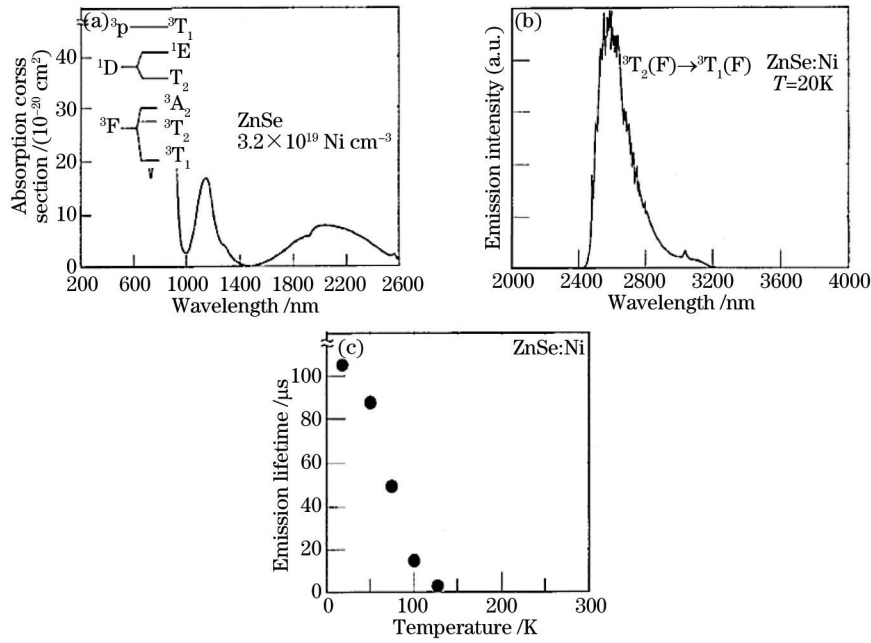 (a)
³p ³T₁
¹E
¹D
T₂
³A₂
³F ³T₂
³T₁
ZnSe
3.2×10¹⁹ Ni cm⁻³
Absorption corss
section /(10⁻²⁰ cm²)
40
30
20
10
0
200 600 1000 1400 1800 2200 2600
Wavelength /nm
(b)
³T₂(F)→³T₁(F) ZnSe:Ni
T=20K
Emission intensity (a.u.)
2000 2400 2800 3200 3600 4000
Wavelength /nm
(c) ZnSe:Ni
Emission lifetime /μs
100
80
60
40
20
0
0 100 200 300
Temperature /K